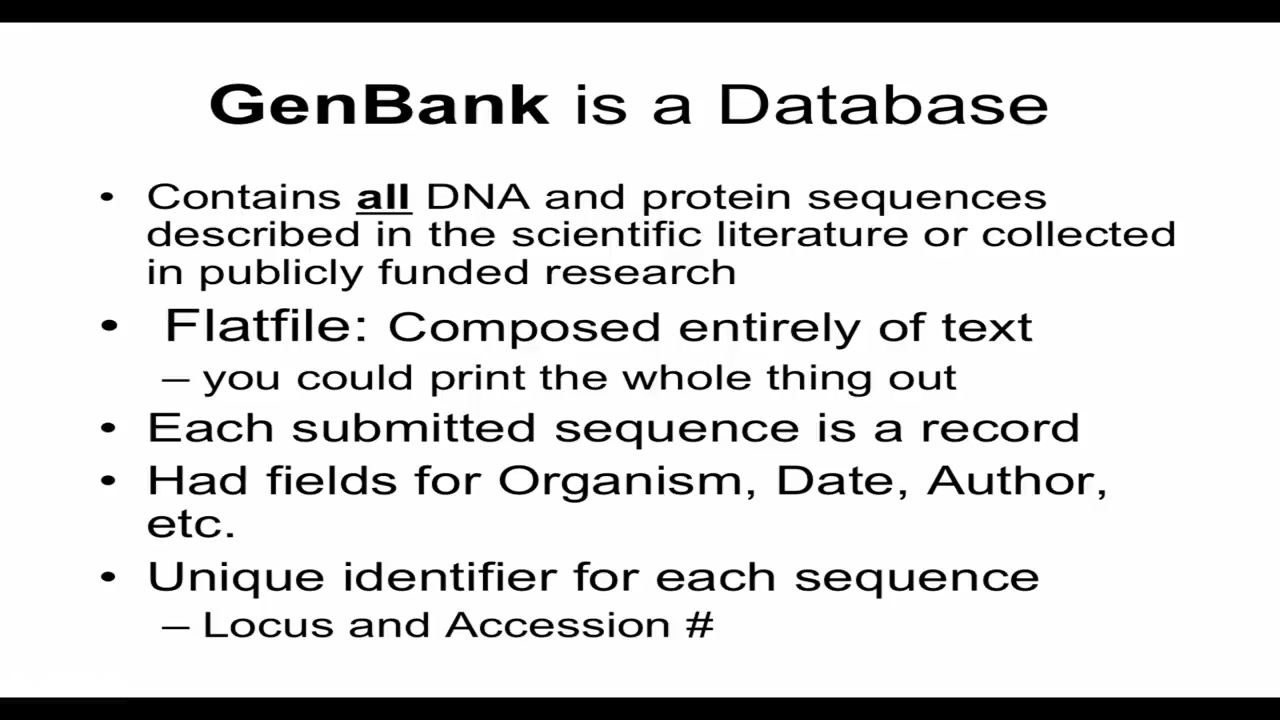 GenBank is a Database
• Contains all DNA and protein sequences
described in the scientific literature or collected
in publicly funded research
• Flatfile: Composed entirely of text
– you could print the whole thing out
• Each submitted sequence is a record
• Had fields for Organism, Date, Author,
etc.
• Unique identifier for each sequence
– Locus and Accession #